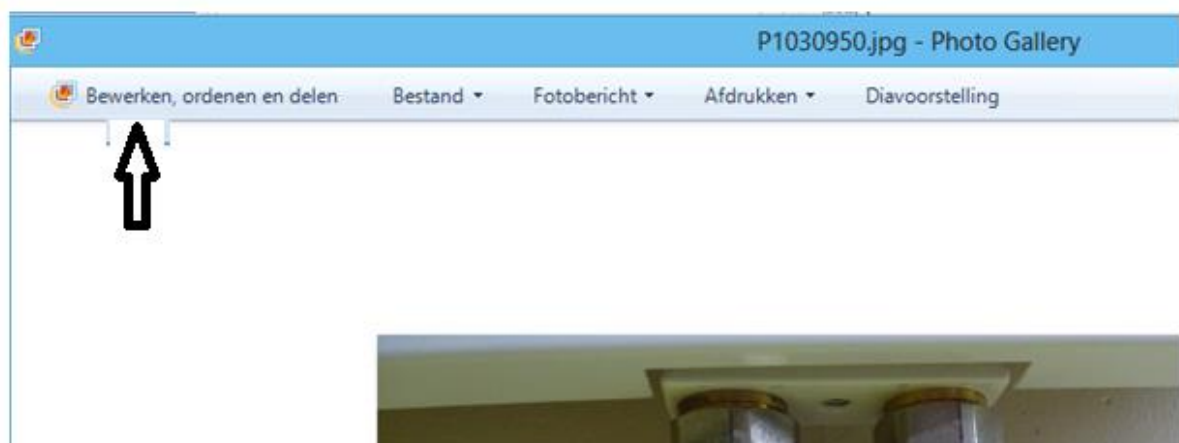 P1030950.jpg - Photo Gallery
Bewerken, ordenen en delen Bestand Fotobericht Afdrukken Diavoorstelling